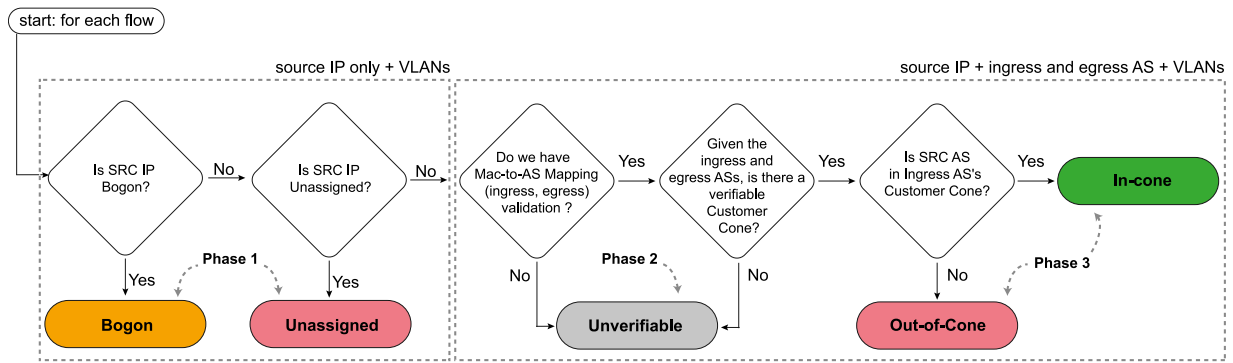 start: for each flow
source IP only + VLANs
source IP + ingress and egress AS + VLANs
Is SRC IP
Bogon?
No
Is SRC IP
Unassigned?
No
Do we have
Mac-to-AS Mapping
(ingress, egress)
validation ?
Yes
Given the
ingress and
egress ASs, is there a
verifiable
Customer
Cone?
Yes
Is SRC AS
in Ingress AS's
Customer Cone?
Yes
In-cone
Yes
Phase 1
Yes
No
Phase 2
No
No
Phase 3
Bogon
Unassigned
Unverifiable
Out-of-Cone